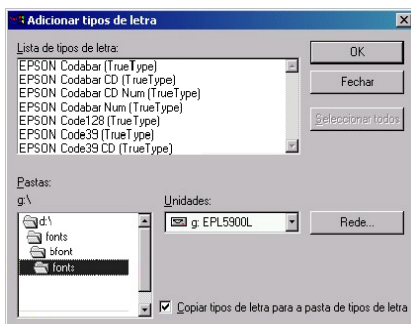 Adicionar tipos de letra
Lista de tipos de letra:
EPSON Codabar (TrueType)
EPSON Codabar CD (TrueType)
EPSON Codabar CD Num (TrueType)
EPSON Codabar Num (TrueType)
EPSON Code128 (TrueType)
EPSON Code39 (TrueType)
EPSON Code39 CD (TrueType)
OK
Fechar
Seleccionar todos
Pastas:
g:\
d:\
fonts
bfont
fonts
Unidades:
g: EPL5900L
Rede...
Copiar tipos de letra para a pasta de tipos de letra